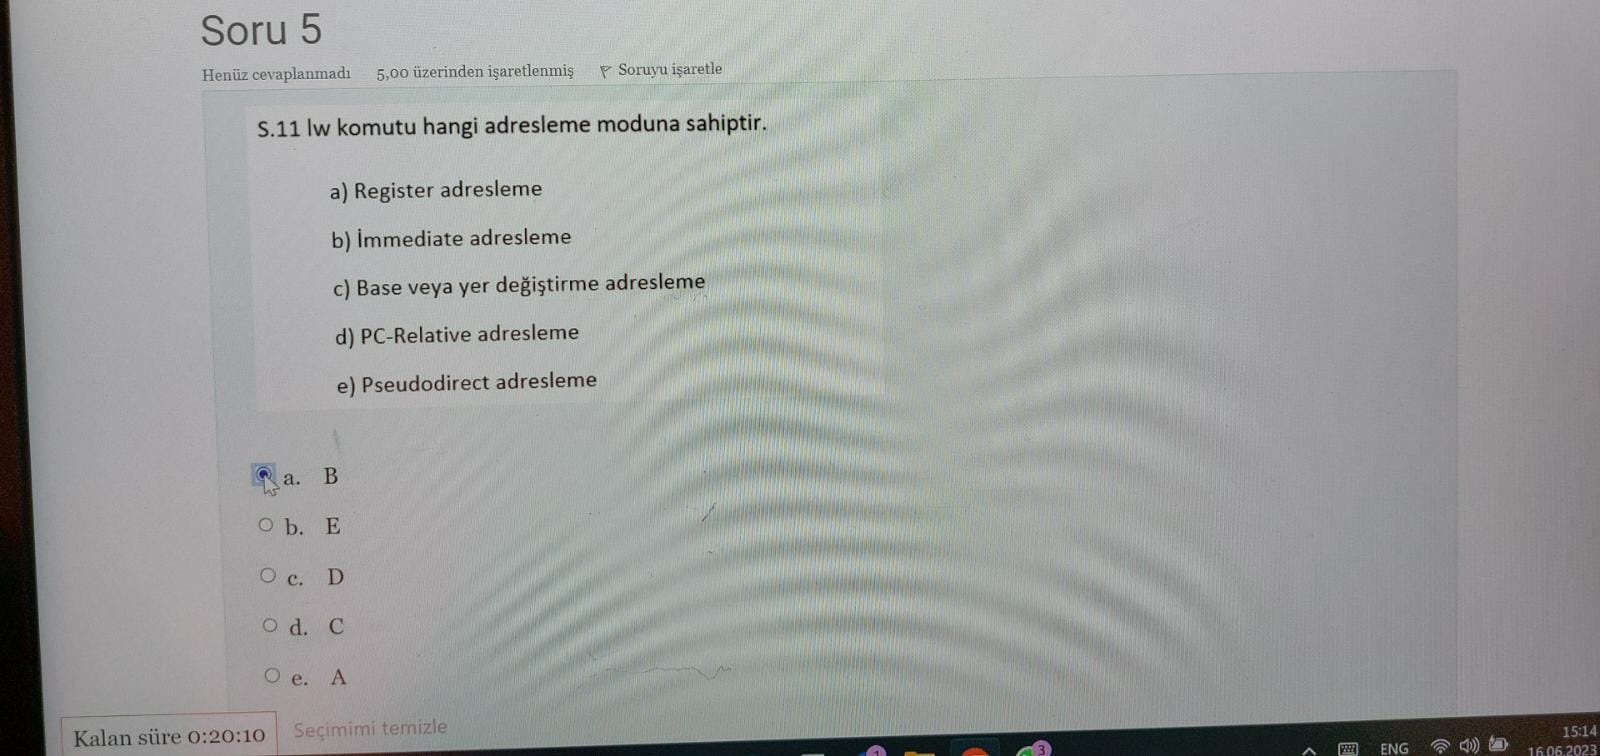 Soru 5
Henüz cevaplanmadı 5,00 üzerinden işaretlenmiş Soruyu işaretle
S.11 lw komutu hangi adresleme moduna sahiptir.
a) Register adresleme
b) İmmediate adresleme
c) Base veya yer değiştirme adresleme
d) PC-Relative adresleme
e) Pseudodirect adresleme
a. B
b. E
c. D
d. C
e. A
Kalan süre 0:20:10 Seçimimi temizle
1 3 ENG 15:14
16.06.2023